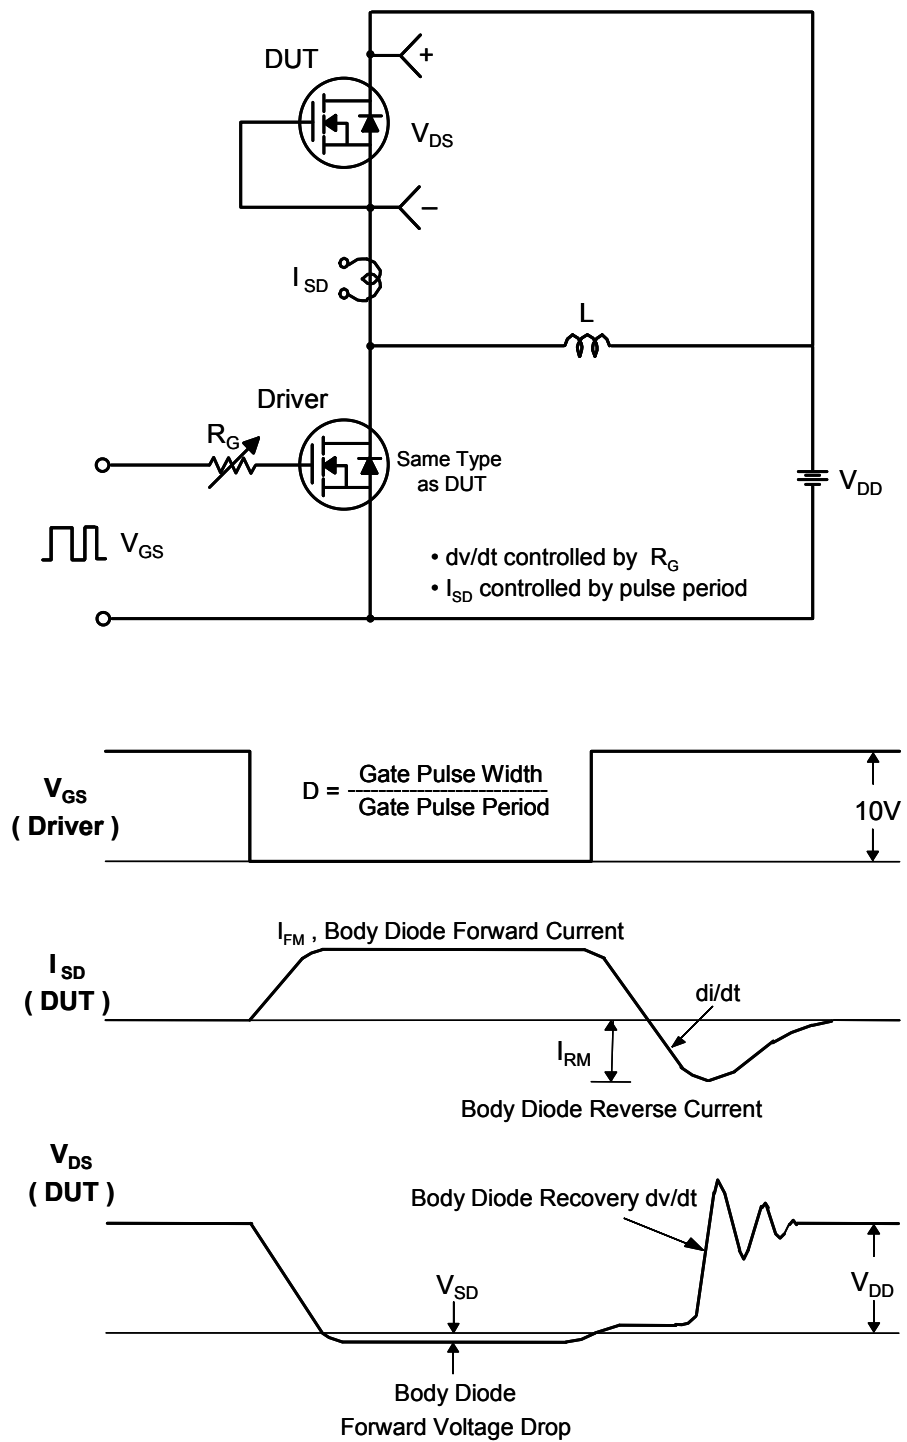 DUT
+
V_DS
−
I_SD
L
Driver
R_G
Same Type
as DUT
V_DD
V_GS
• dv/dt controlled by R_G
• I_SD controlled by pulse period
V_GS
( Driver )
D = Gate Pulse Width
Gate Pulse Period
10V
I_FM , Body Diode Forward Current
I_SD
( DUT )
di/dt
I_RM
Body Diode Reverse Current
V_DS
( DUT )
Body Diode Recovery dv/dt
V_SD
V_DD
Body Diode
Forward Voltage Drop